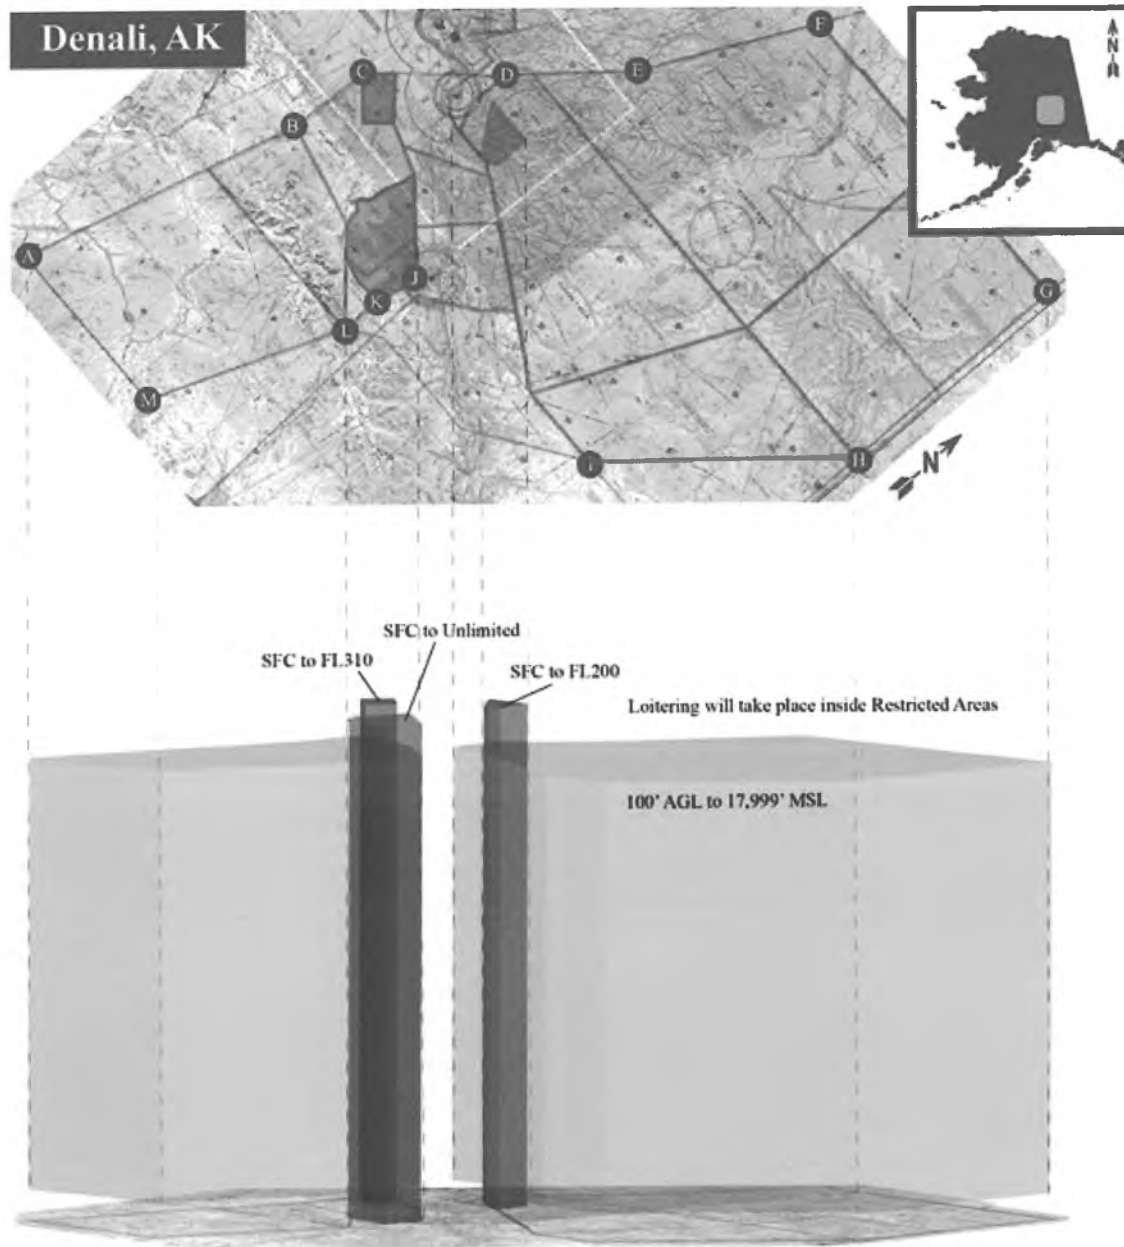 Denali, AK
F
C
D
E
B
N
A
J
G
K
L
M
I
H
N
SFC to Unlimited
SFC to FL310
SFC to FL200
Loitering will take place inside Restricted Areas
100' AGL to 17,999' MSL